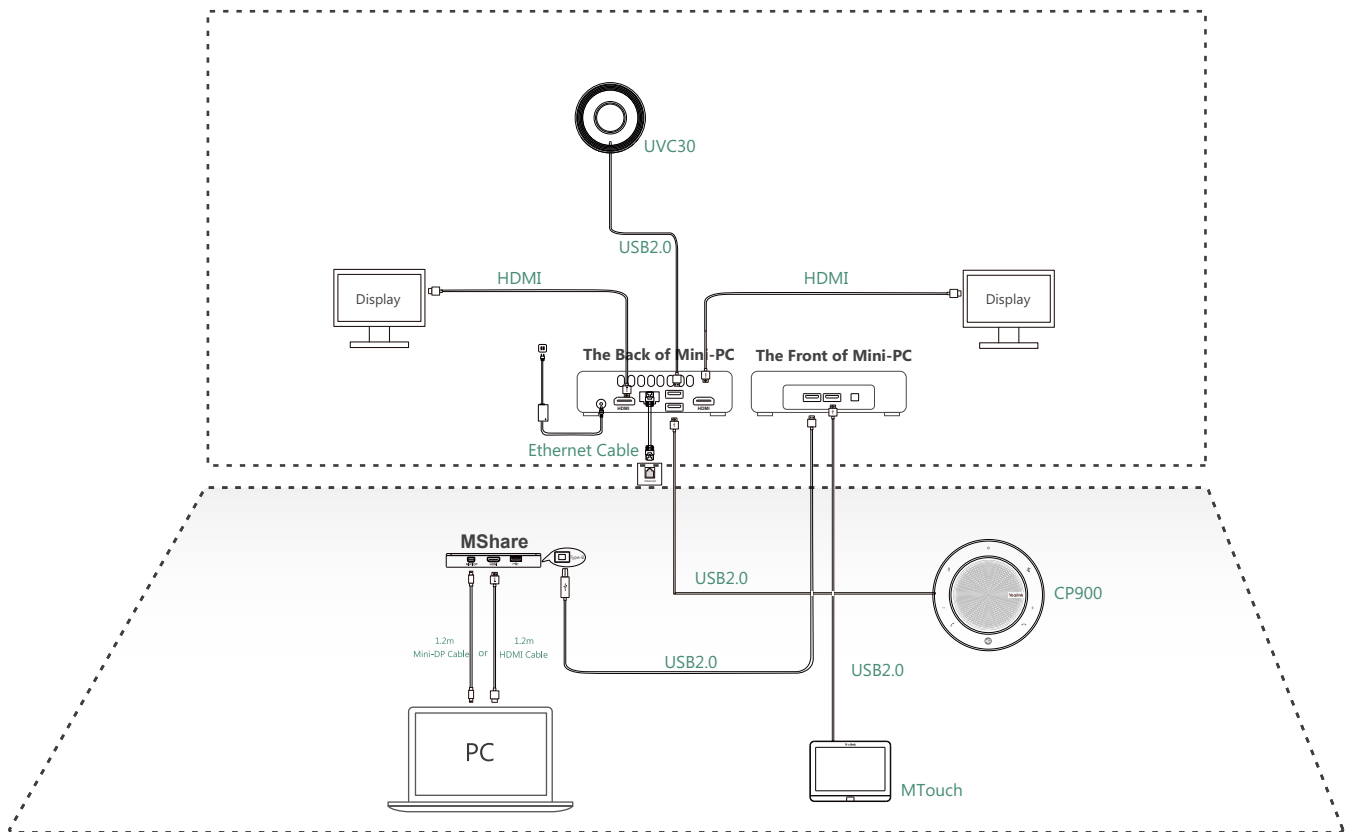 UVC30
USB2.0
HDMI
HDMI
Display
Display
The Back of Mini-PC
The Front of Mini-PC
HDMI
HDMI
Ethernet Cable
MShare
USB2.0
CP900
Yealink
1.2m
Mini-DP Cable
or
1.2m
HDMI Cable
USB2.0
USB2.0
PC
Yealink
MTouch